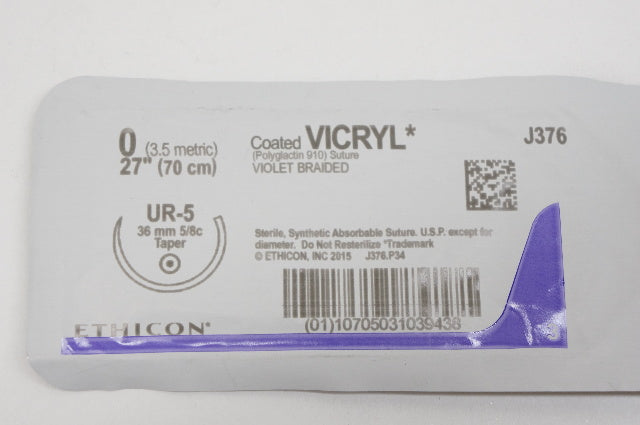 0 (3.5 metric)
27" (70 cm)
Coated VICRYL*
(Polyglactin 910) Suture
VIOLET BRAIDED
J376
UR-5
36 mm 5/8c
Taper
Sterile, Synthetic Absorbable Suture. U.S.P. except for
diameter. Do Not Resterilize *Trademark
© ETHICON, INC 2015 J376.P34
(01)10705031039438
ETHICON*